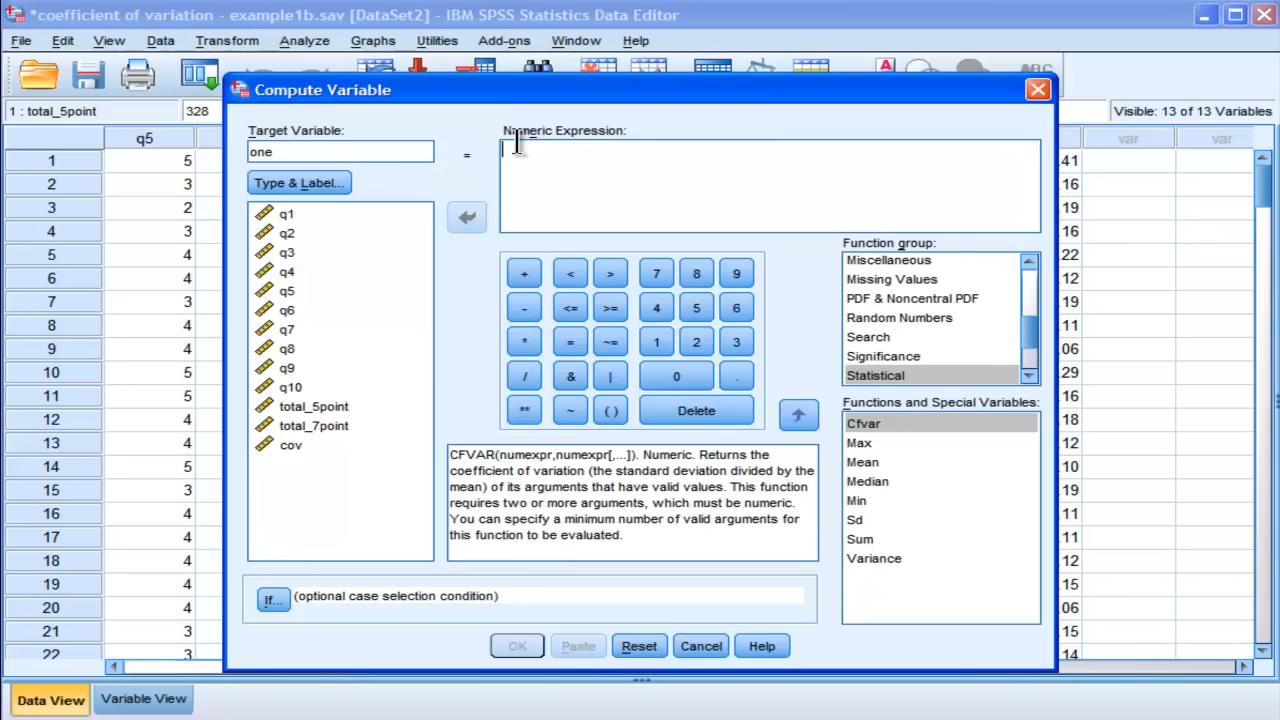 *coefficient of variation - example1b.sav [DataSet2] - IBM SPSS Statistics Data Editor
File Edit View Data Transform Analyze Graphs Utilities Add-ons Window Help
A ABC
1 : total_5point 328 Visible: 13 of 13 Variables
q5 var var
1 5 41
2 3 16
3 2 19
4 3 16
5 4 22
6 4 12
7 3 19
8 4 11
9 4 06
10 5 29
11 5 16
12 4 18
13 4 12
14 5 10
15 3 19
16 4 11
17 4 11
18 4 12
19 4 15
20 4 06
21 3 15
22 3 14
Compute Variable
Target Variable:
one
=
Type & Label...
q1
q2
q3
q4
q5
q6
q7
q8
q9
q10
total_5point
total_7point
cov
Numeric Expression:
+ < > 7 8 9
- <= >= 4 5 6
* = ~= 1 2 3
/ & | 0 .
** ~ ( ) Delete
Function group:
Miscellaneous
Missing Values
PDF & Noncentral PDF
Random Numbers
Search
Significance
Statistical
Functions and Special Variables:
Cfvar
Max
Mean
Median
Min
Sd
Sum
Variance
CFVAR(numexpr,numexpr[,...]). Numeric. Returns the
coefficient of variation (the standard deviation divided by the
mean) of its arguments that have valid values. This function
requires two or more arguments, which must be numeric.
You can specify a minimum number of valid arguments for
this function to be evaluated.
If... (optional case selection condition)
OK Paste Reset Cancel Help
Data View Variable View